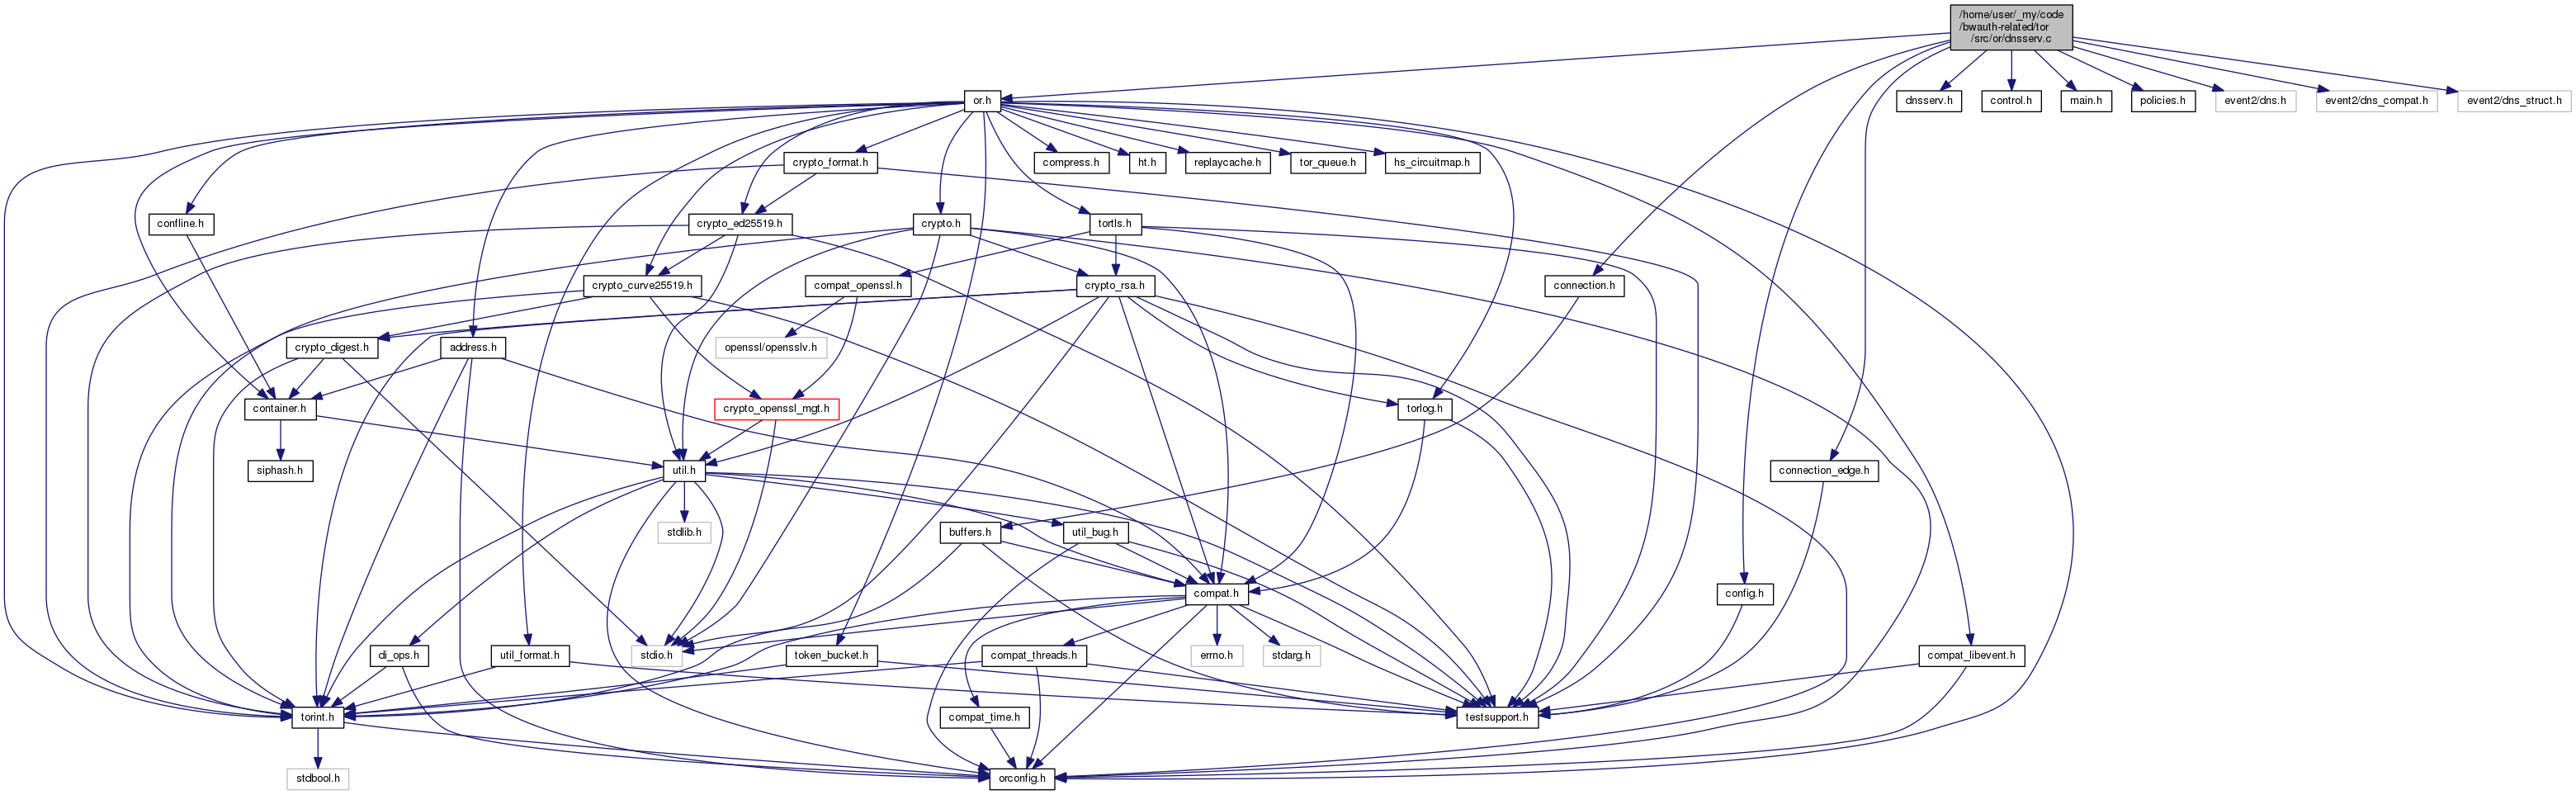 /home/user/_my/code
/bwauth-related/tor
/src/or/dnsserv.c
or.h
dnsserv.h
control.h
main.h
policies.h
event2/dns.h
event2/dns_compat.h
event2/dns_struct.h
crypto_format.h
compress.h
ht.h
replaycache.h
tor_queue.h
hs_circuitmap.h
confline.h
crypto_ed25519.h
crypto.h
tortls.h
crypto_curve25519.h
compat_openssl.h
crypto_rsa.h
connection.h
crypto_digest.h
address.h
openssl/opensslv.h
container.h
crypto_openssl_mgt.h
torlog.h
siphash.h
util.h
connection_edge.h
stdlib.h
buffers.h
util_bug.h
compat.h
config.h
di_ops.h
util_format.h
stdio.h
token_bucket.h
compat_threads.h
errno.h
stdarg.h
compat_libevent.h
torint.h
compat_time.h
testsupport.h
stdbool.h
orconfig.h